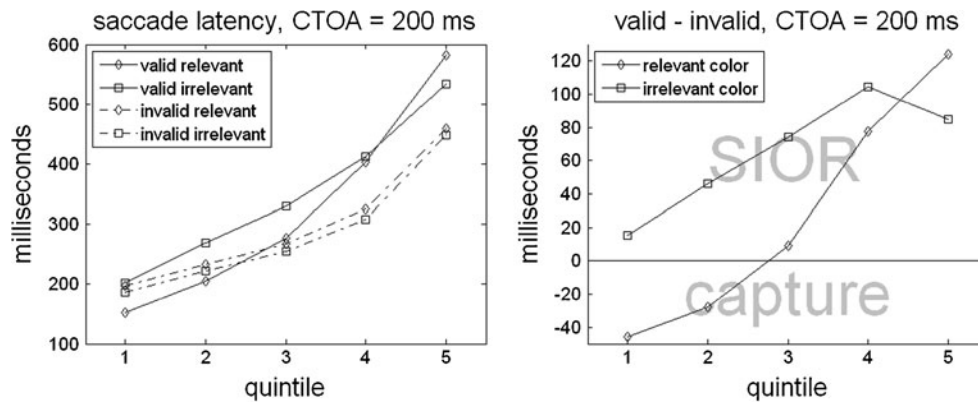 saccade latency, CTOA = 200 ms
600
500
400
300
200
100
milliseconds
valid relevant
valid irrelevant
invalid relevant
invalid irrelevant
1 2 3 4 5
quintile
valid - invalid, CTOA = 200 ms
120
100
80
60
40
20
0
-20
-40
milliseconds
relevant color
irrelevant color
SIOR
capture
1 2 3 4 5
quintile